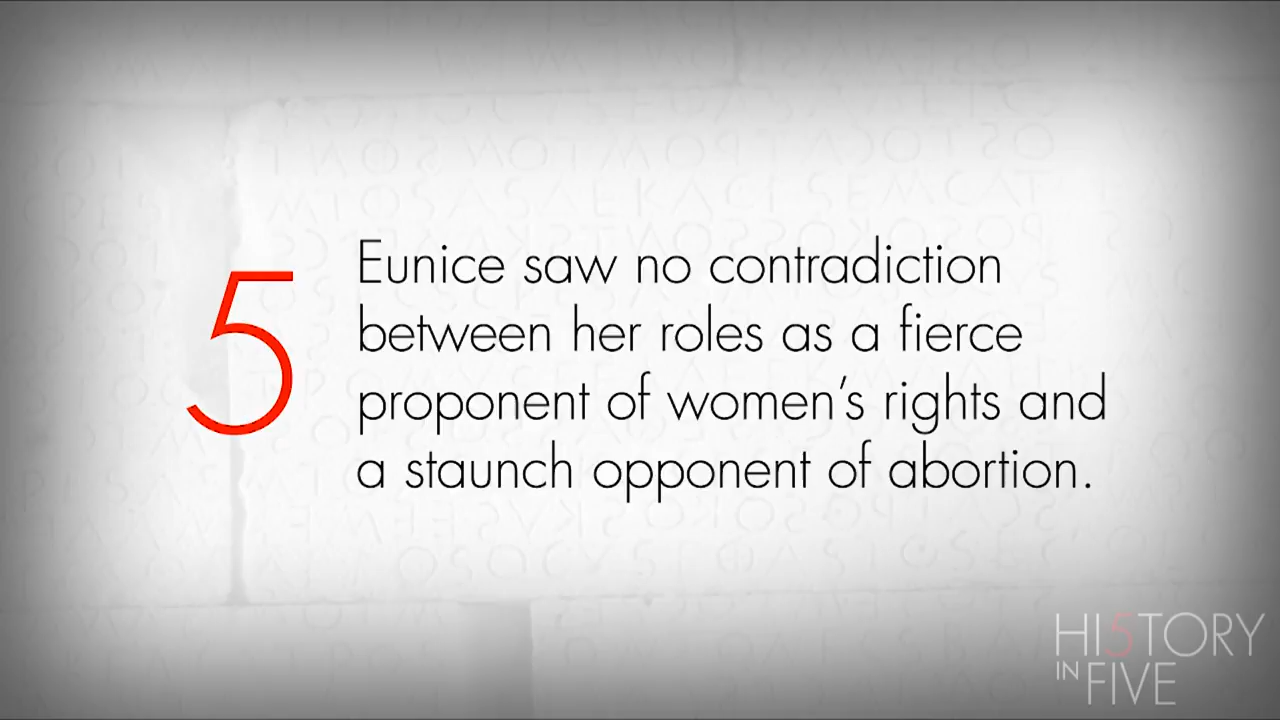 5
Eunice saw no contradiction
between her roles as a fierce
proponent of women’s rights and
a staunch opponent of abortion.
HI5TORY
IN FIVE